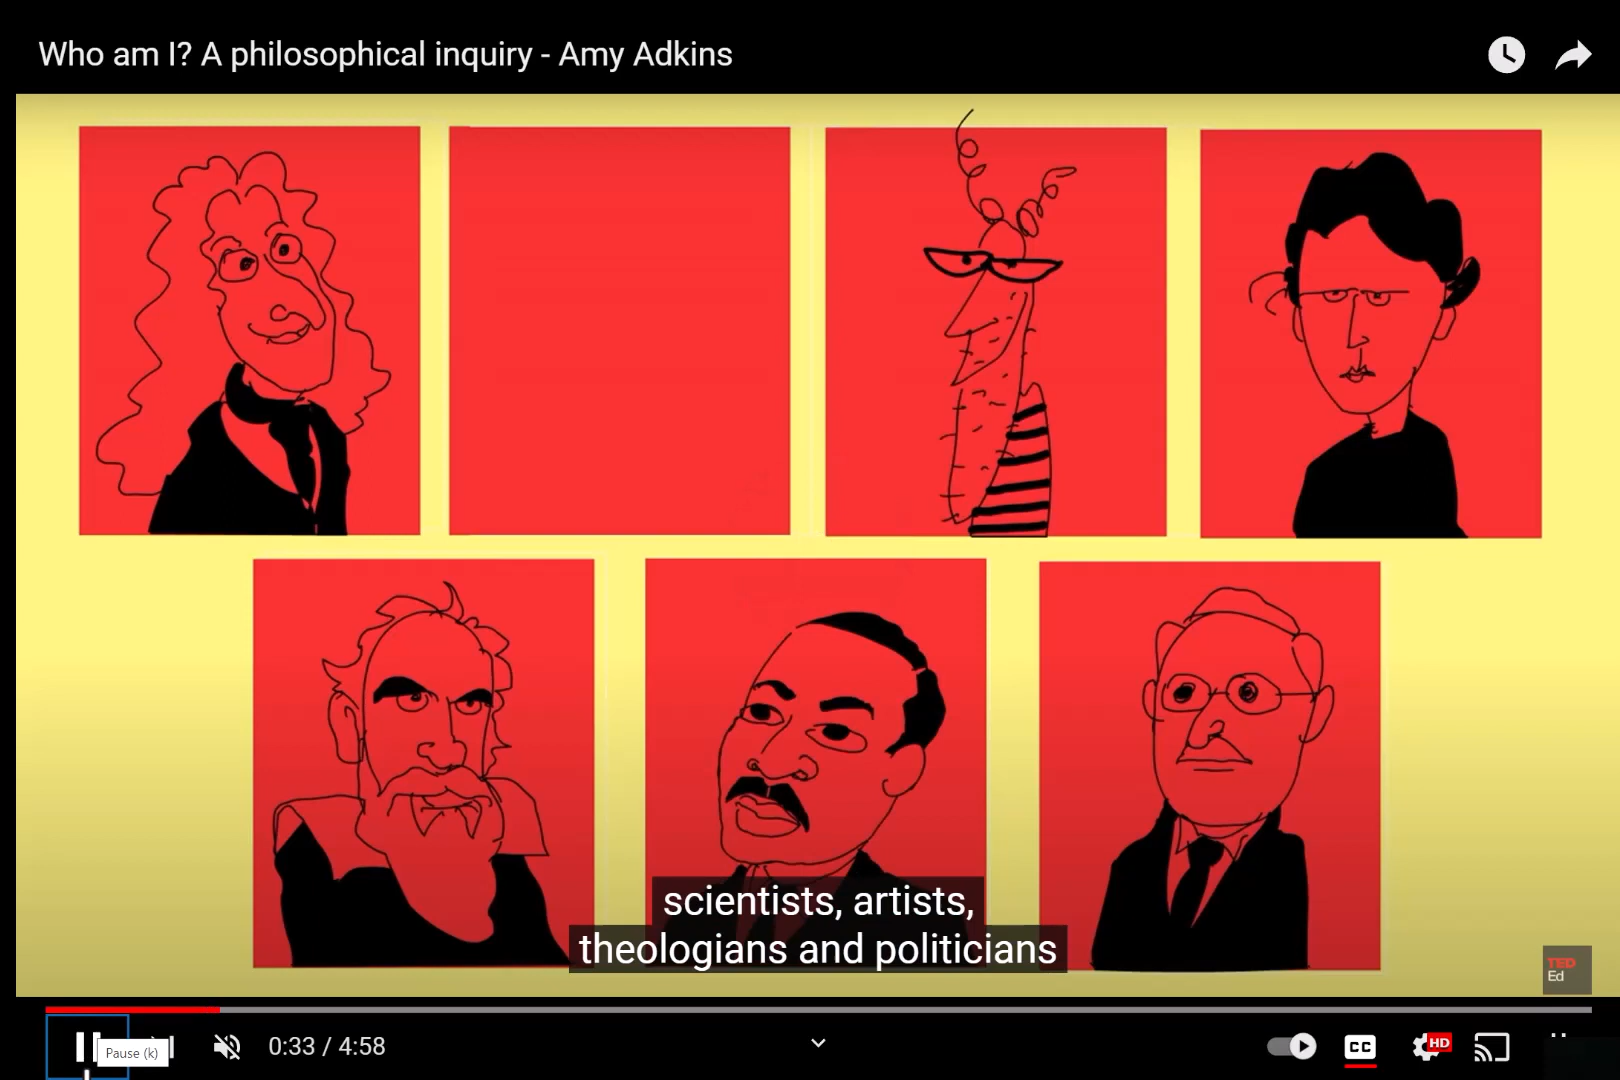 Who am I? A philosophical inquiry - Amy Adkins
scientists, artists,
theologians and politicians
TED
Ed
0:33 / 4:58
Pause (k)
CC
HD